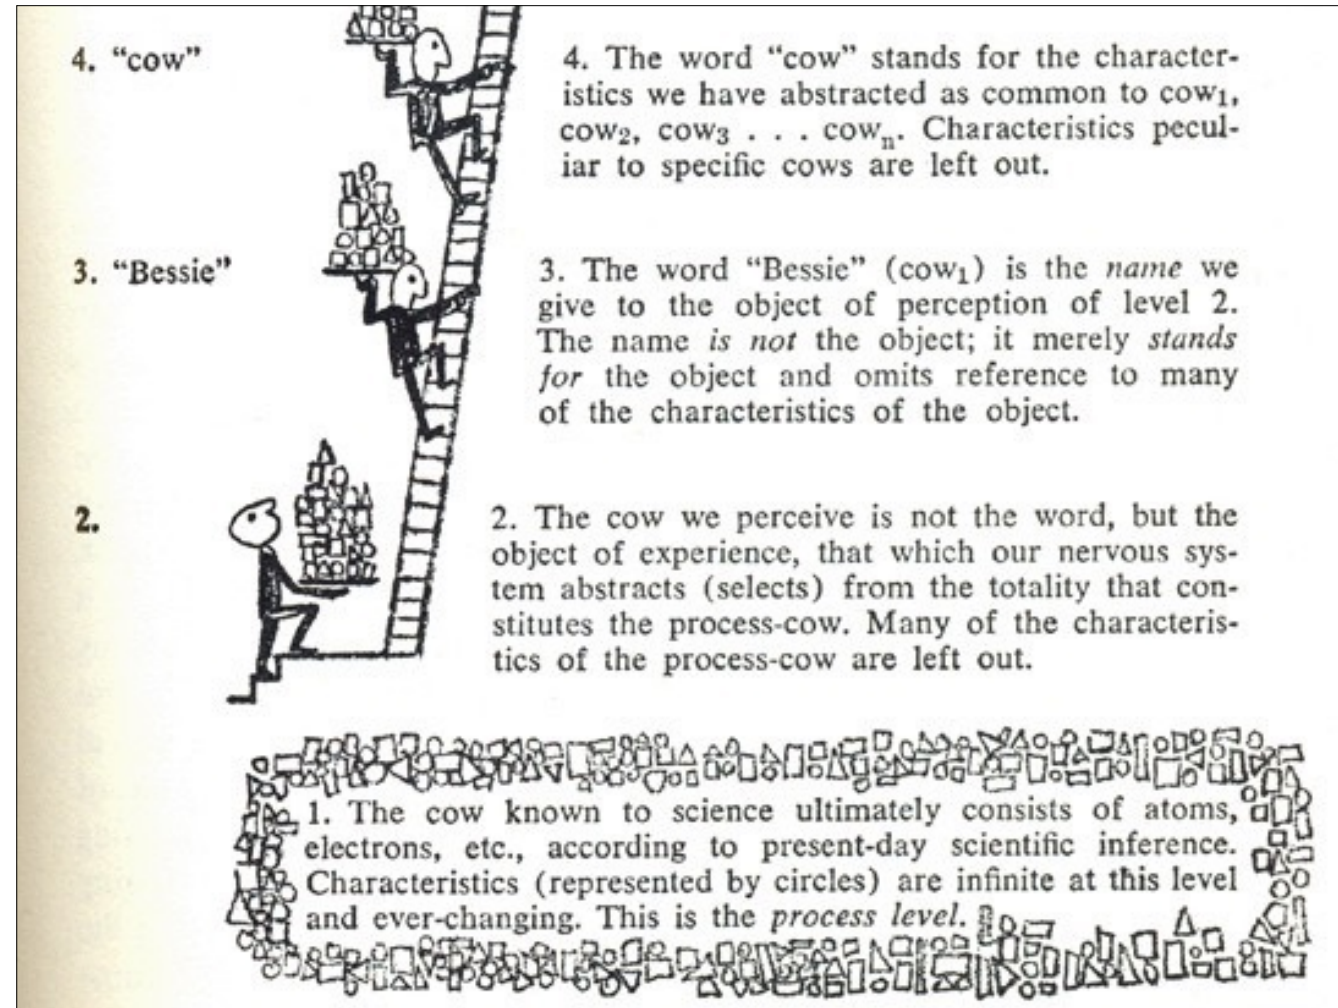 4. "cow"
4. The word "cow" stands for the character-
istics we have abstracted as common to cow₁,
cow₂, cow₃ . . . cowₙ. Characteristics pecul-
iar to specific cows are left out.
3. "Bessie"
3. The word "Bessie" (cow₁) is the name we
give to the object of perception of level 2.
The name is not the object; it merely stands
for the object and omits reference to many
of the characteristics of the object.
2.
2. The cow we perceive is not the word, but the
object of experience, that which our nervous sys-
tem abstracts (selects) from the totality that con-
stitutes the process-cow. Many of the characteris-
tics of the process-cow are left out.
1. The cow known to science ultimately consists of atoms,
electrons, etc., according to present-day scientific inference.
Characteristics (represented by circles) are infinite at this level
and ever-changing. This is the process level.